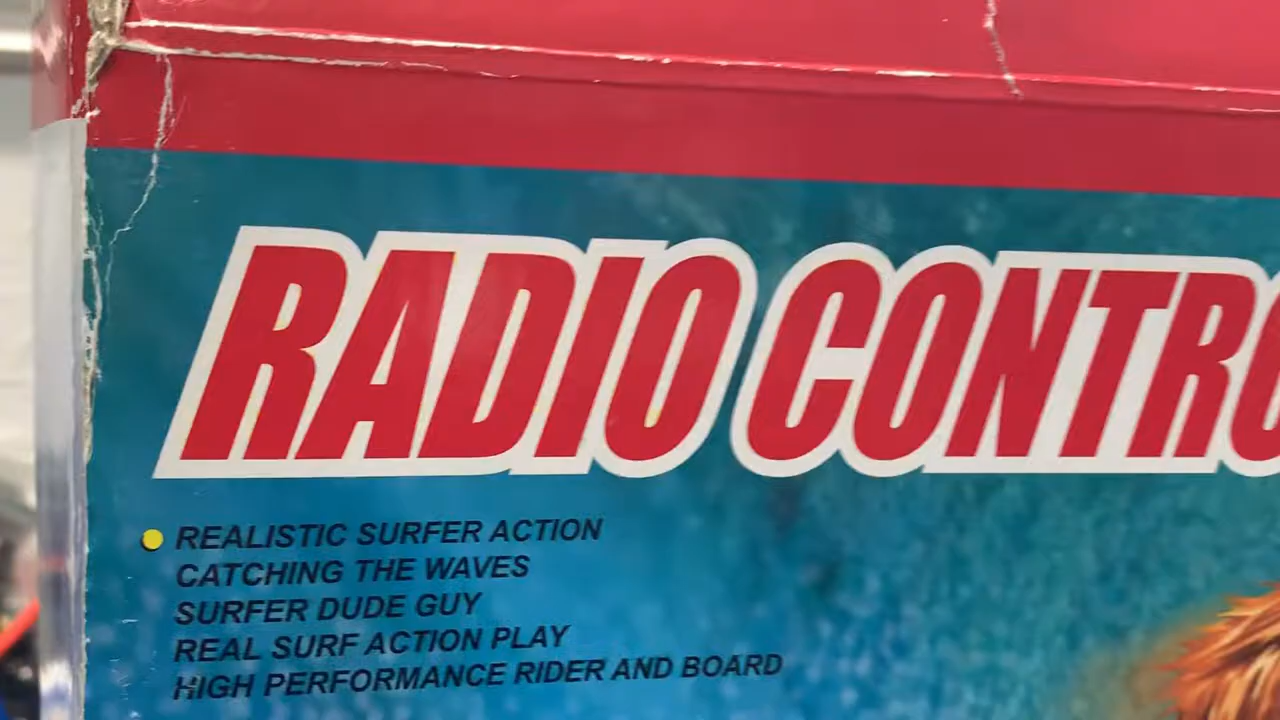 RADIO CONTRO
REALISTIC SURFER ACTION
CATCHING THE WAVES
SURFER DUDE GUY
REAL SURF ACTION PLAY
HIGH PERFORMANCE RIDER AND BOARD